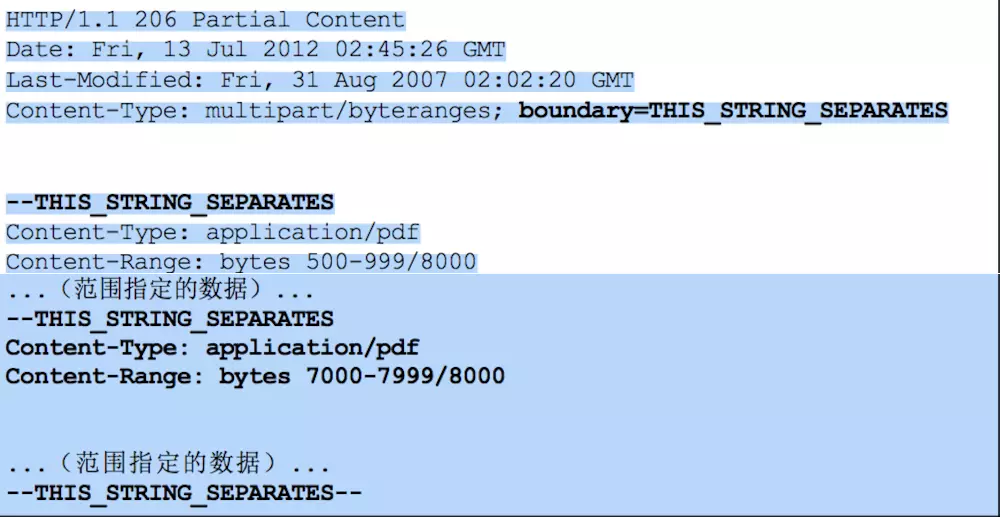 HTTP/1.1 206 Partial Content
Date: Fri, 13 Jul 2012 02:45:26 GMT
Last-Modified: Fri, 31 Aug 2007 02:02:20 GMT
Content-Type: multipart/byteranges; boundary=THIS_STRING_SEPARATES
--THIS_STRING_SEPARATES
Content-Type: application/pdf
Content-Range: bytes 500-999/8000
...（范围指定的数据）...
--THIS_STRING_SEPARATES
Content-Type: application/pdf
Content-Range: bytes 7000-7999/8000
...（范围指定的数据）...
--THIS_STRING_SEPARATES--